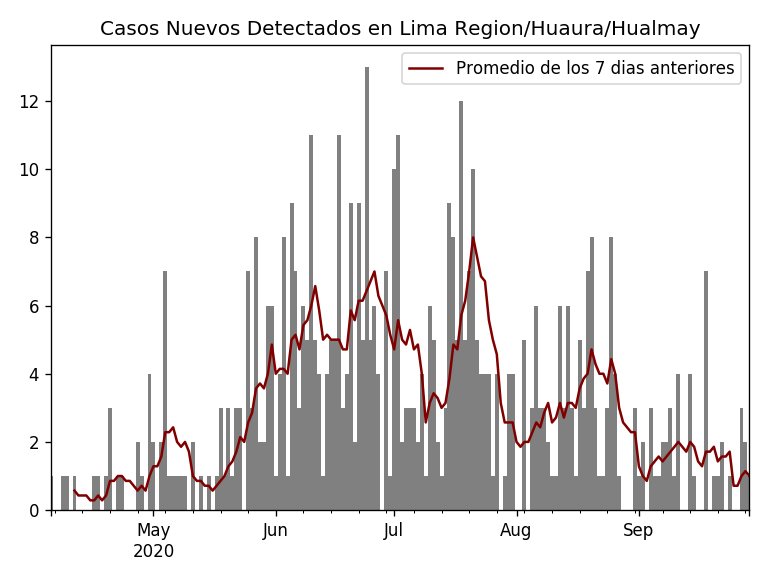 Casos Nuevos Detectados en Lima Region/Huaura/Hualmay
Promedio de los 7 dias anteriores
12
10
8
6
4
2
0
May Jun Jul Aug Sep
2020